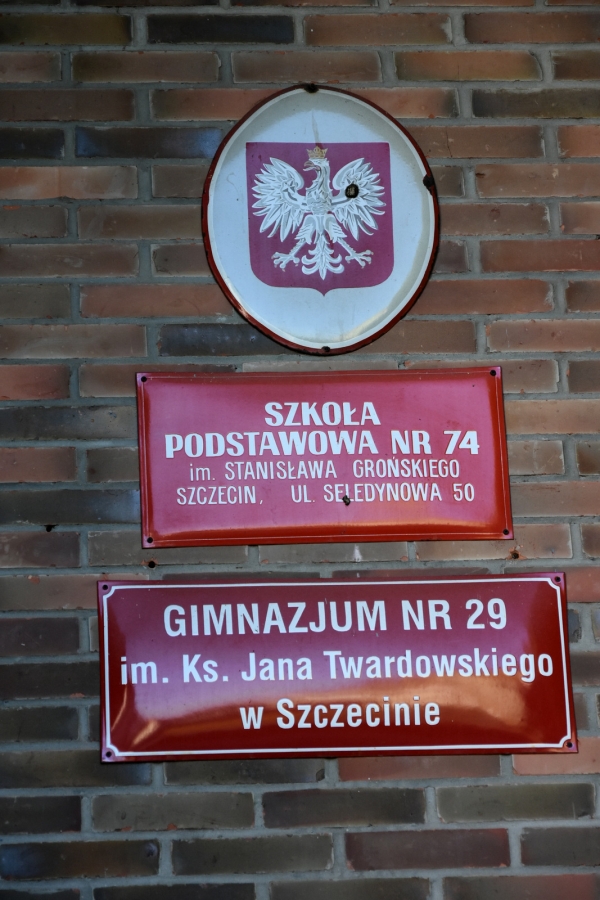 SZKOŁA
PODSTAWOWA NR 74
im. STANISŁAWA GROŃSKIEGO
SZCZECIN, UL. SELEDYNOWA 50
GIMNAZJUM NR 29
im. Ks. Jana Twardowskiego
w Szczecinie